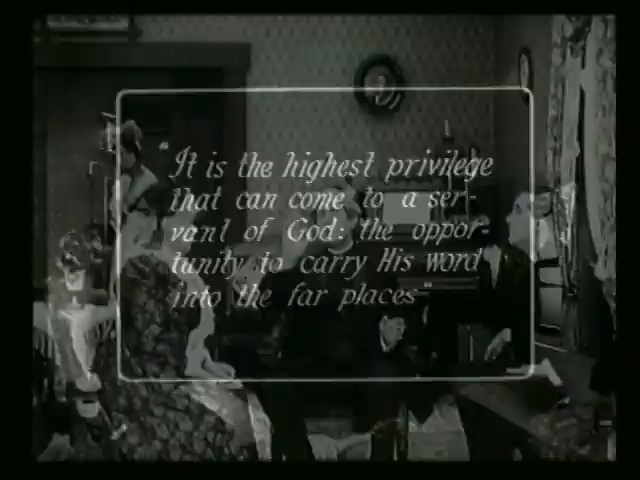 It is the highest privilege
that can come to a ser-
vant of God: the oppor-
tunity to carry His word
into the far places